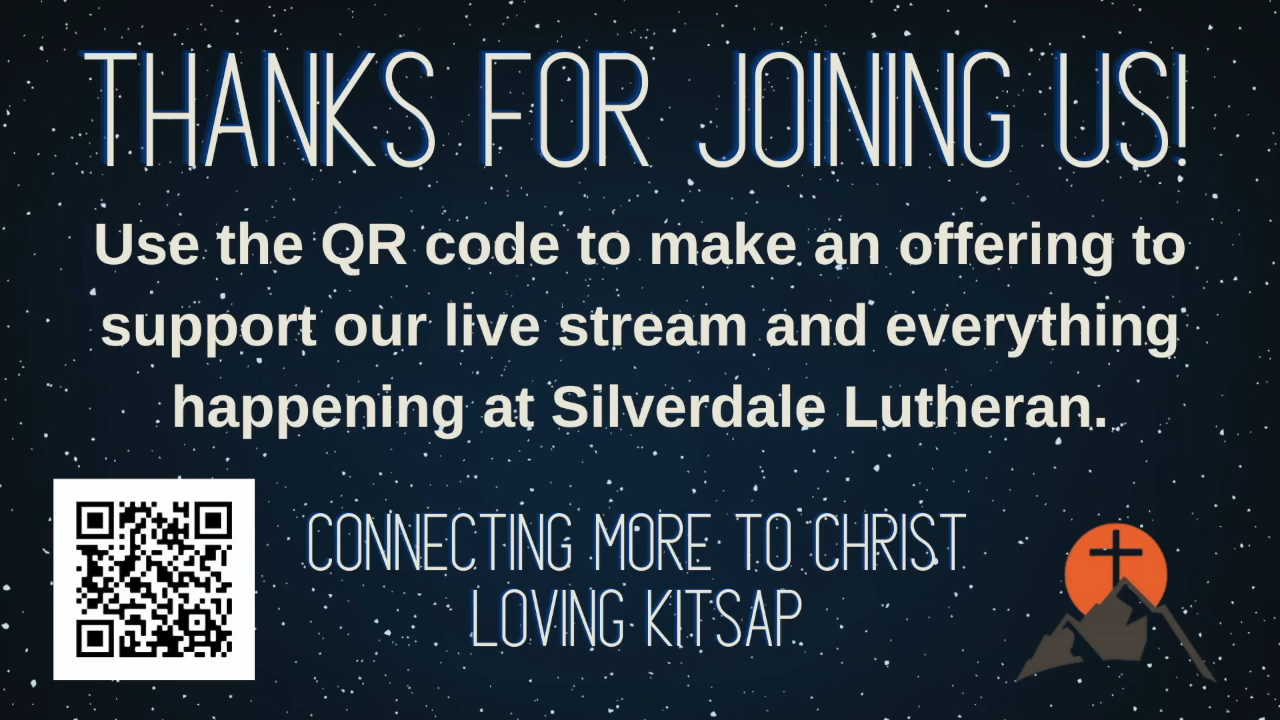 THANKS FOR JOINING US!
Use the QR code to make an offering to
support our live stream and everything
happening at Silverdale Lutheran.
CONNECTING MORE TO CHRIST
LOVING KITSAP